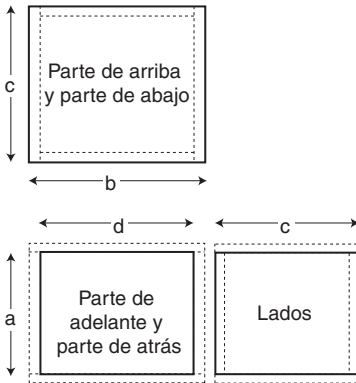 c
Parte de arriba
y parte de abajo
b
d
c
a
Parte de
adelante y
parte de atrás
Lados